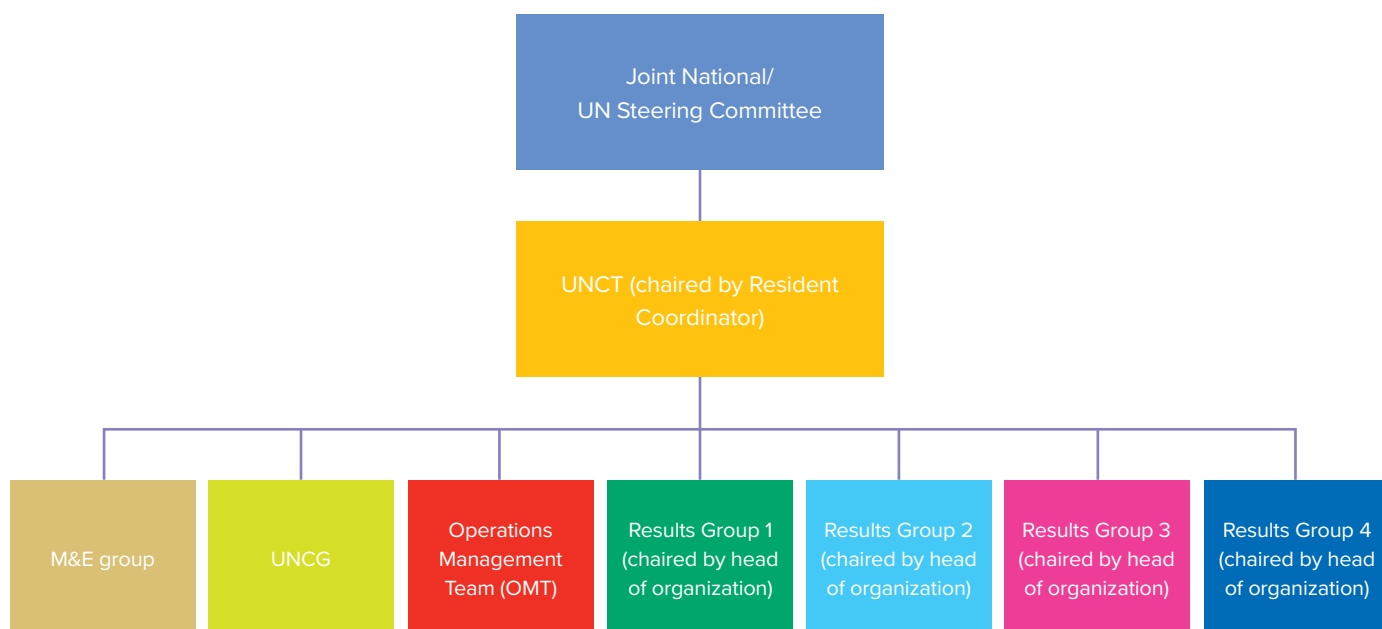 Joint National/
UN Steering Committee
UNCT (chaired by Resident
Coordinator)
M&E group
UNCG
Operations
Management
Team (OMT)
Results Group 1
(chaired by head
of organization)
Results Group 2
(chaired by head
of organization)
Results Group 3
(chaired by head
of organization)
Results Group 4
(chaired by head
of organization)